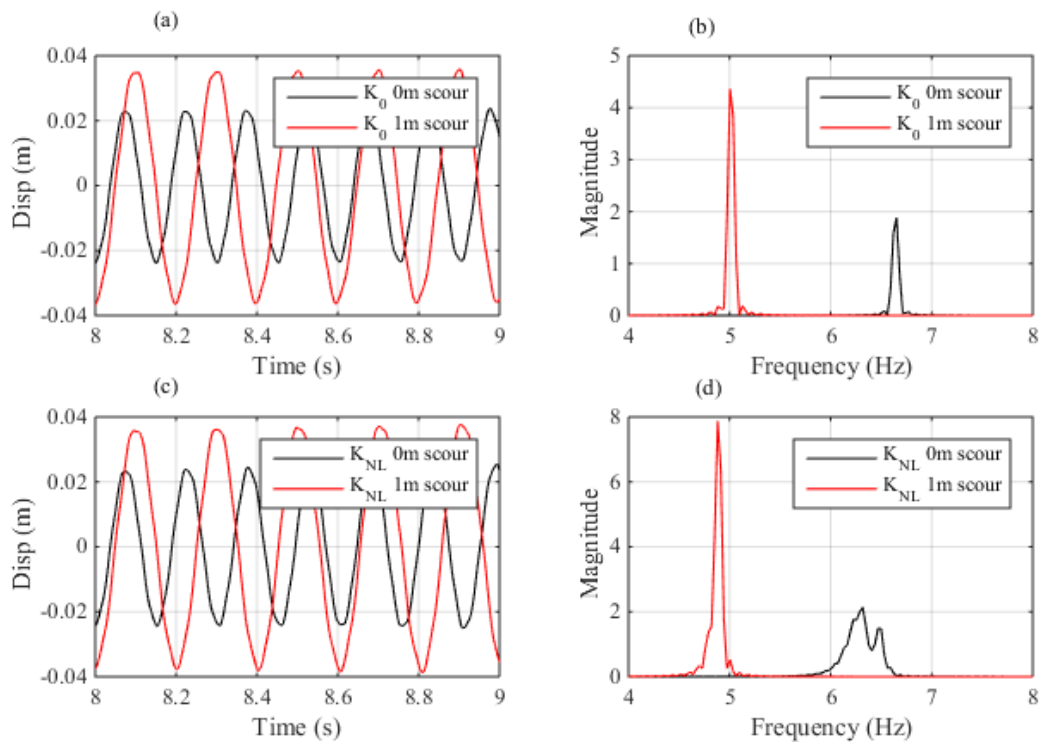 (a)
0.04
0.02
0
-0.02
-0.04
Disp (m)
K0 0m scour
K0 1m scour
8 8.2 8.4 8.6 8.8 9
Time (s)
(b)
5
4
3
2
1
0
Magnitude
K0 0m scour
K0 1m scour
4 5 6 7 8
Frequency (Hz)
(c)
0.04
0.02
0
-0.02
-0.04
Disp (m)
KNL 0m scour
KNL 1m scour
8 8.2 8.4 8.6 8.8 9
Time (s)
(d)
8
6
4
2
0
Magnitude
KNL 0m scour
KNL 1m scour
4 5 6 7 8
Frequency (Hz)